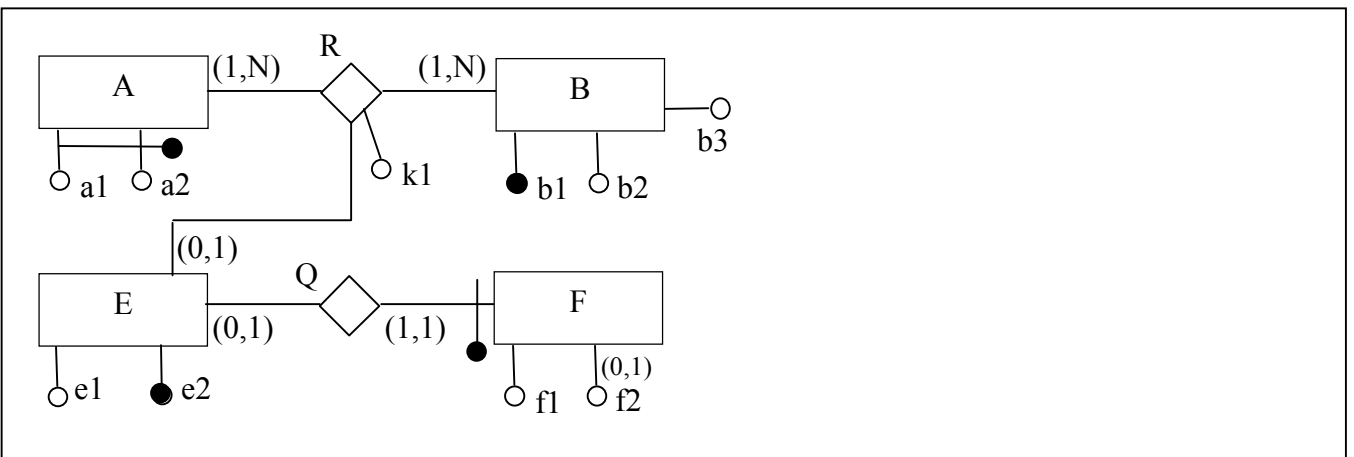 R
A (1,N) (1,N) B
b3
a1 a2 k1 b1 b2
(0,1)
E Q F
(0,1) (1,1)
(0,1)
e1 e2 f1 f2